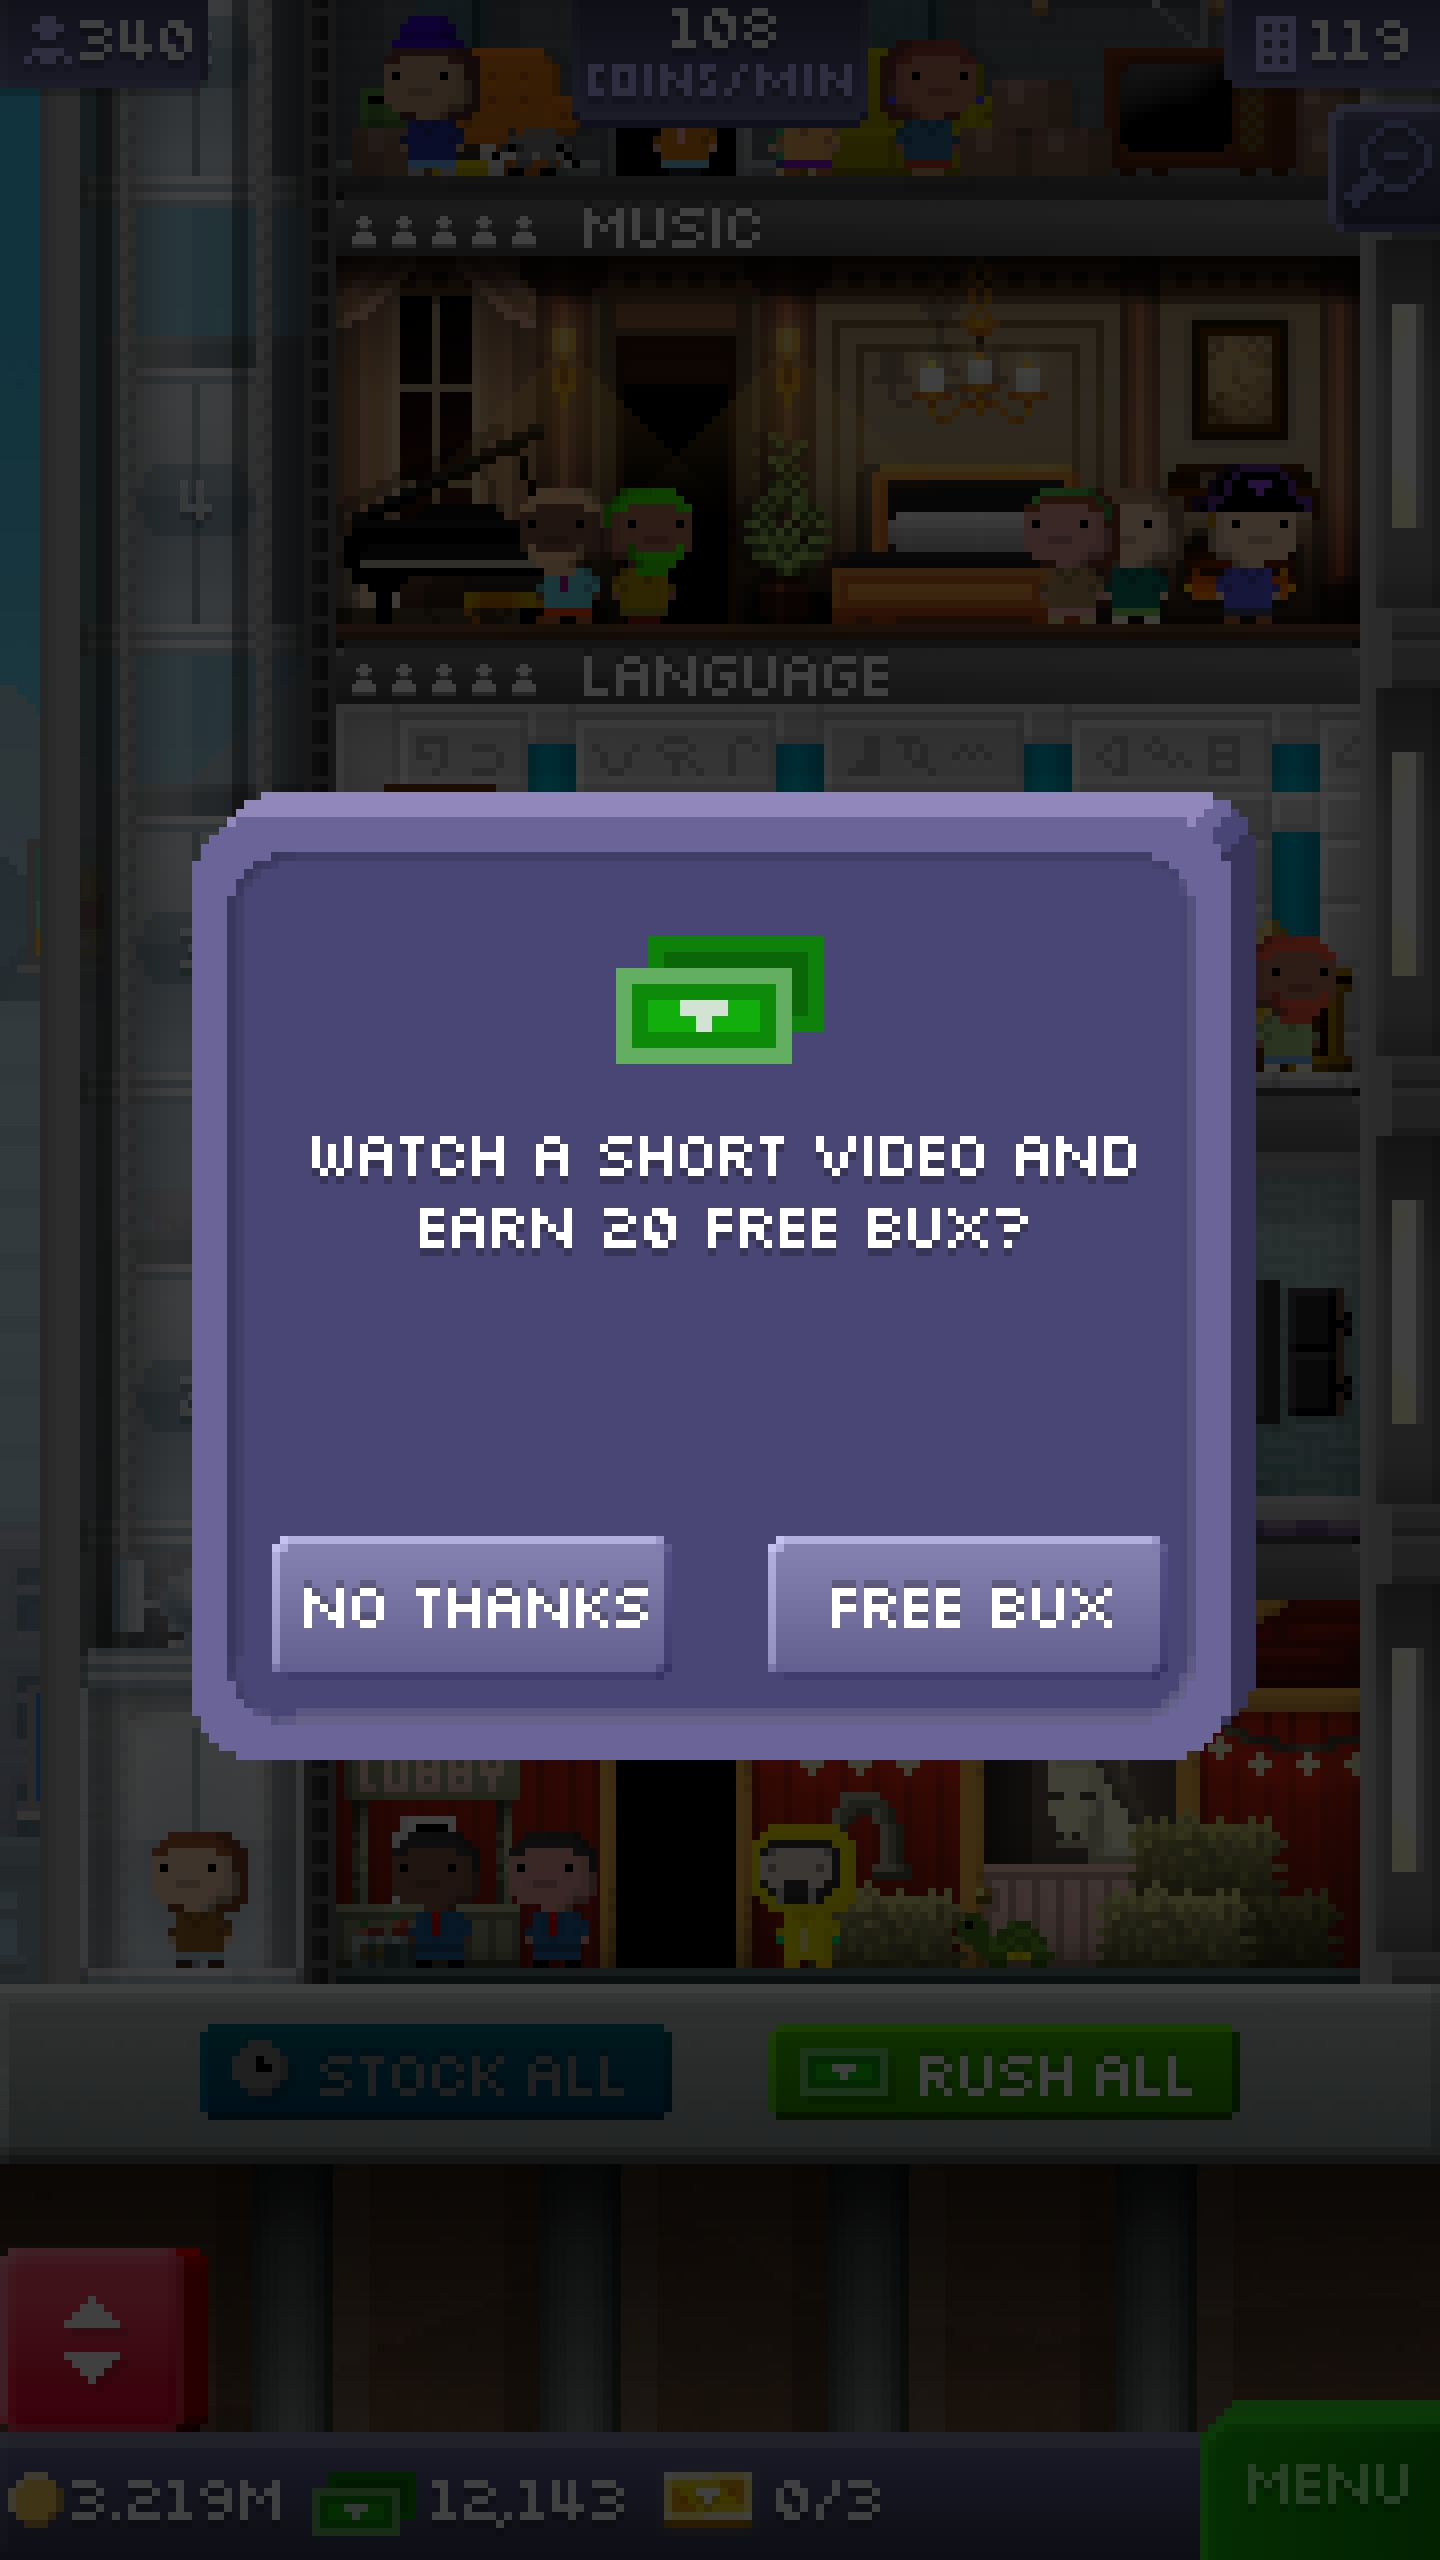 340
108
COINS/MIN
119
MUSIC
4
LANGUAGE
WATCH A SHORT VIDEO AND
EARN 20 FREE BUX?
NO THANKS
FREE BUX
LOBBY
STOCK ALL
RUSH ALL
3.219M
12,143
0/3
MENU